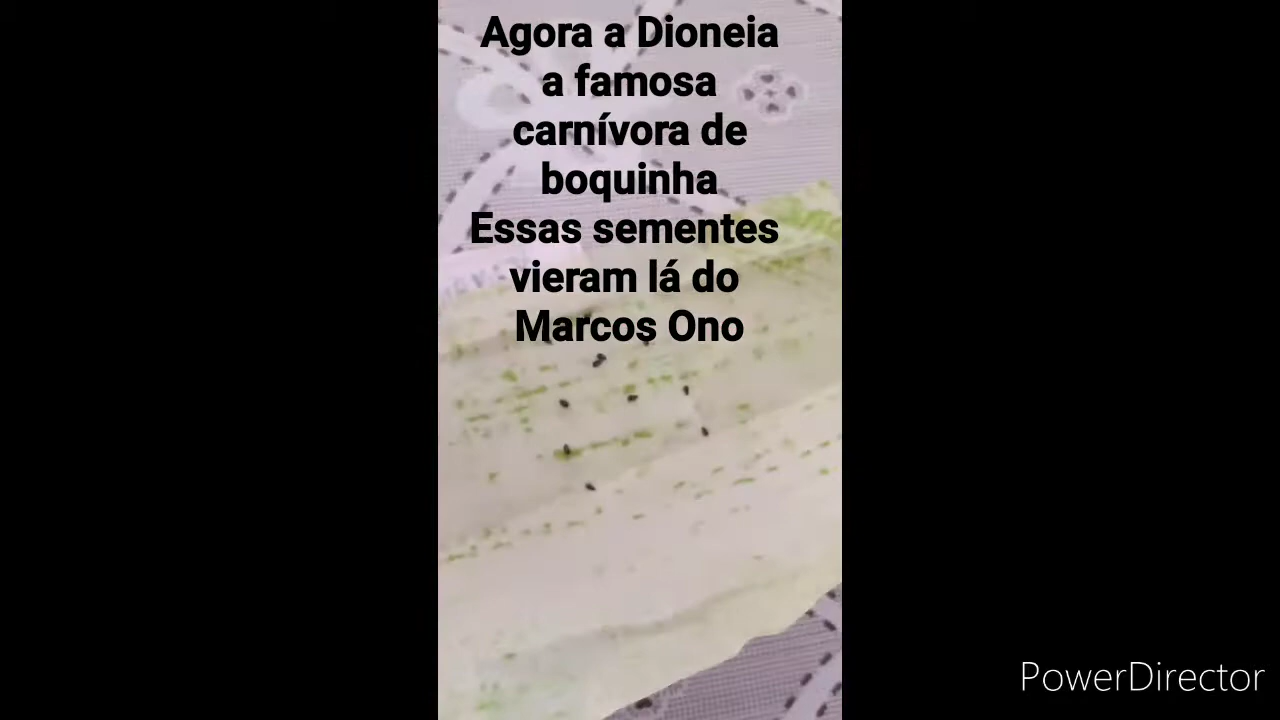 Agora a Dioneia
a famosa
carnívora de
boquinha
Essas sementes
vieram lá do
Marcos Ono
PowerDirector